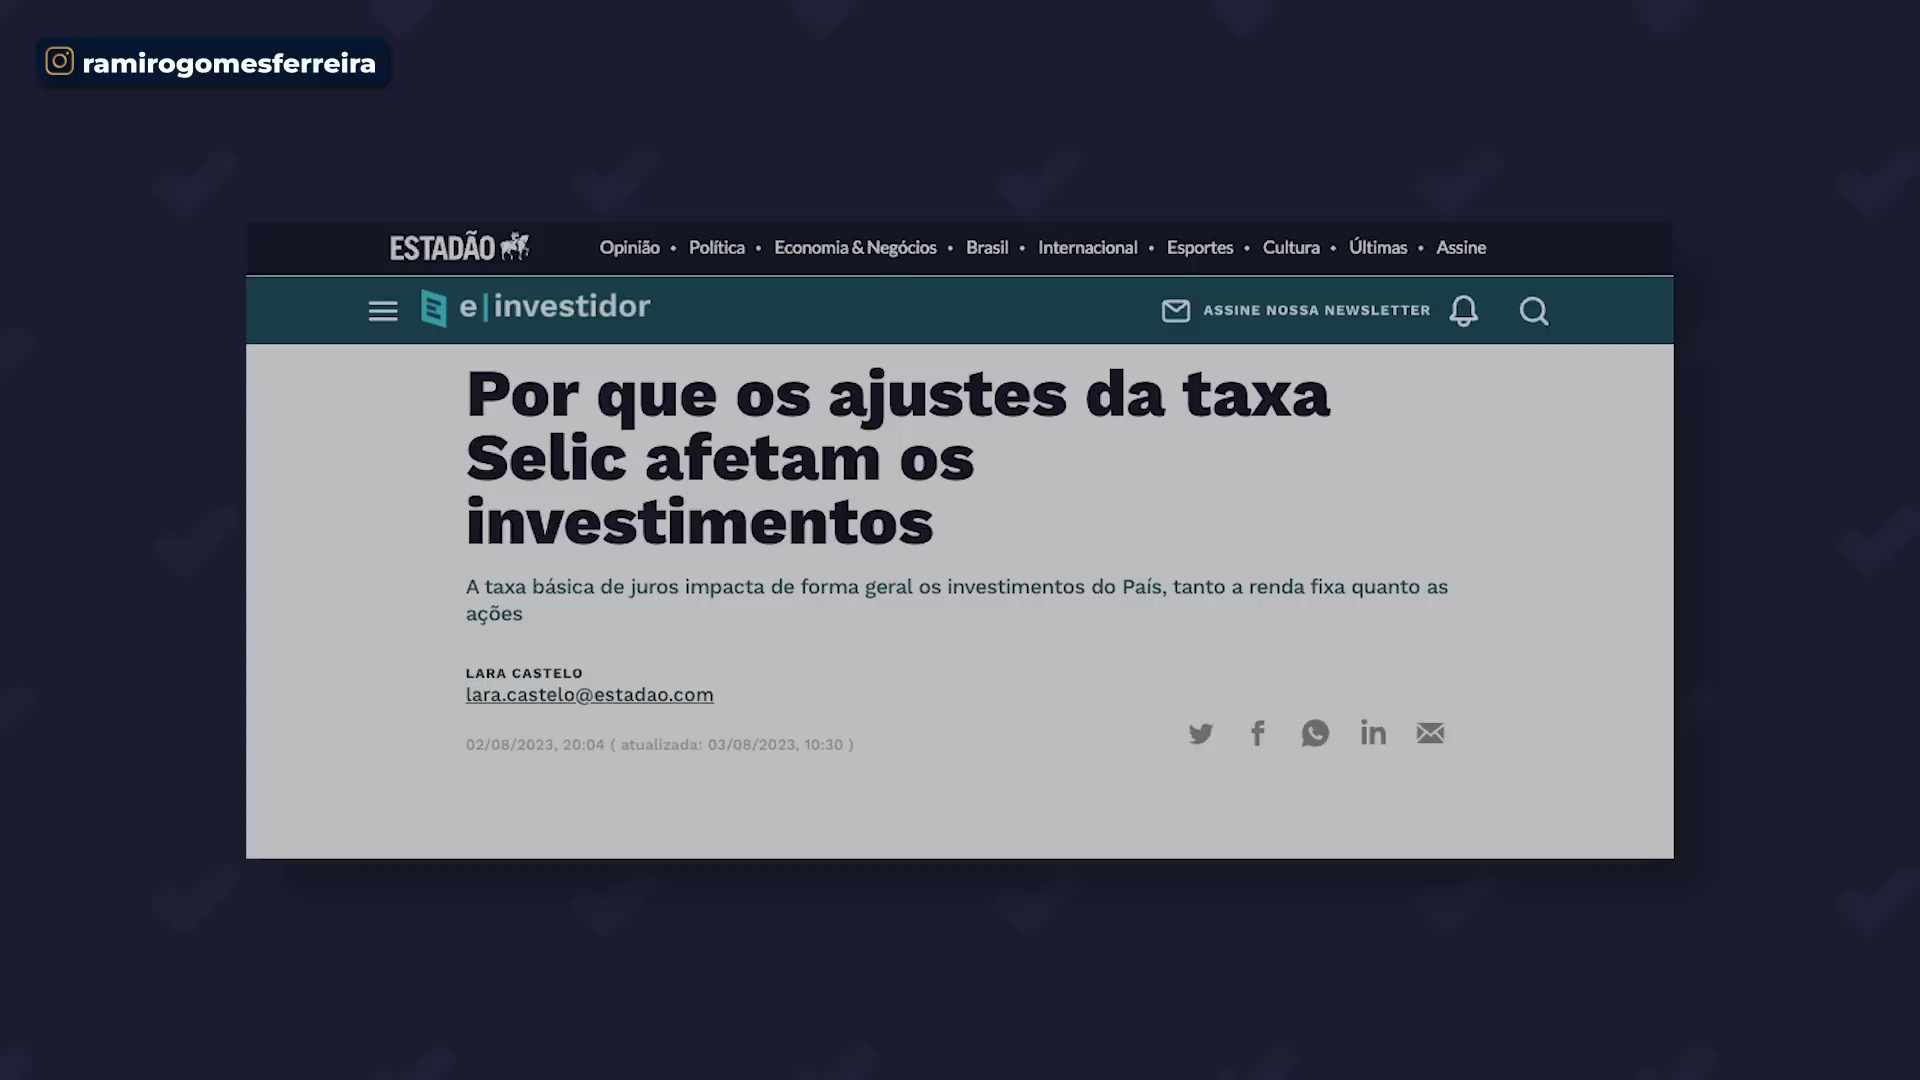 ramirogomesferreira
ESTADÃO
Opinião • Política • Economia & Negócios • Brasil • Internacional • Esportes • Cultura • Últimas • Assine
e|investidor
ASSINE NOSSA NEWSLETTER
Por que os ajustes da taxa
Selic afetam os
investimentos
A taxa básica de juros impacta de forma geral os investimentos do País, tanto a renda fixa quanto as
ações
LARA CASTELO
lara.castelo@estadao.com
02/08/2023, 20:04 ( atualizada: 03/08/2023, 10:30 )